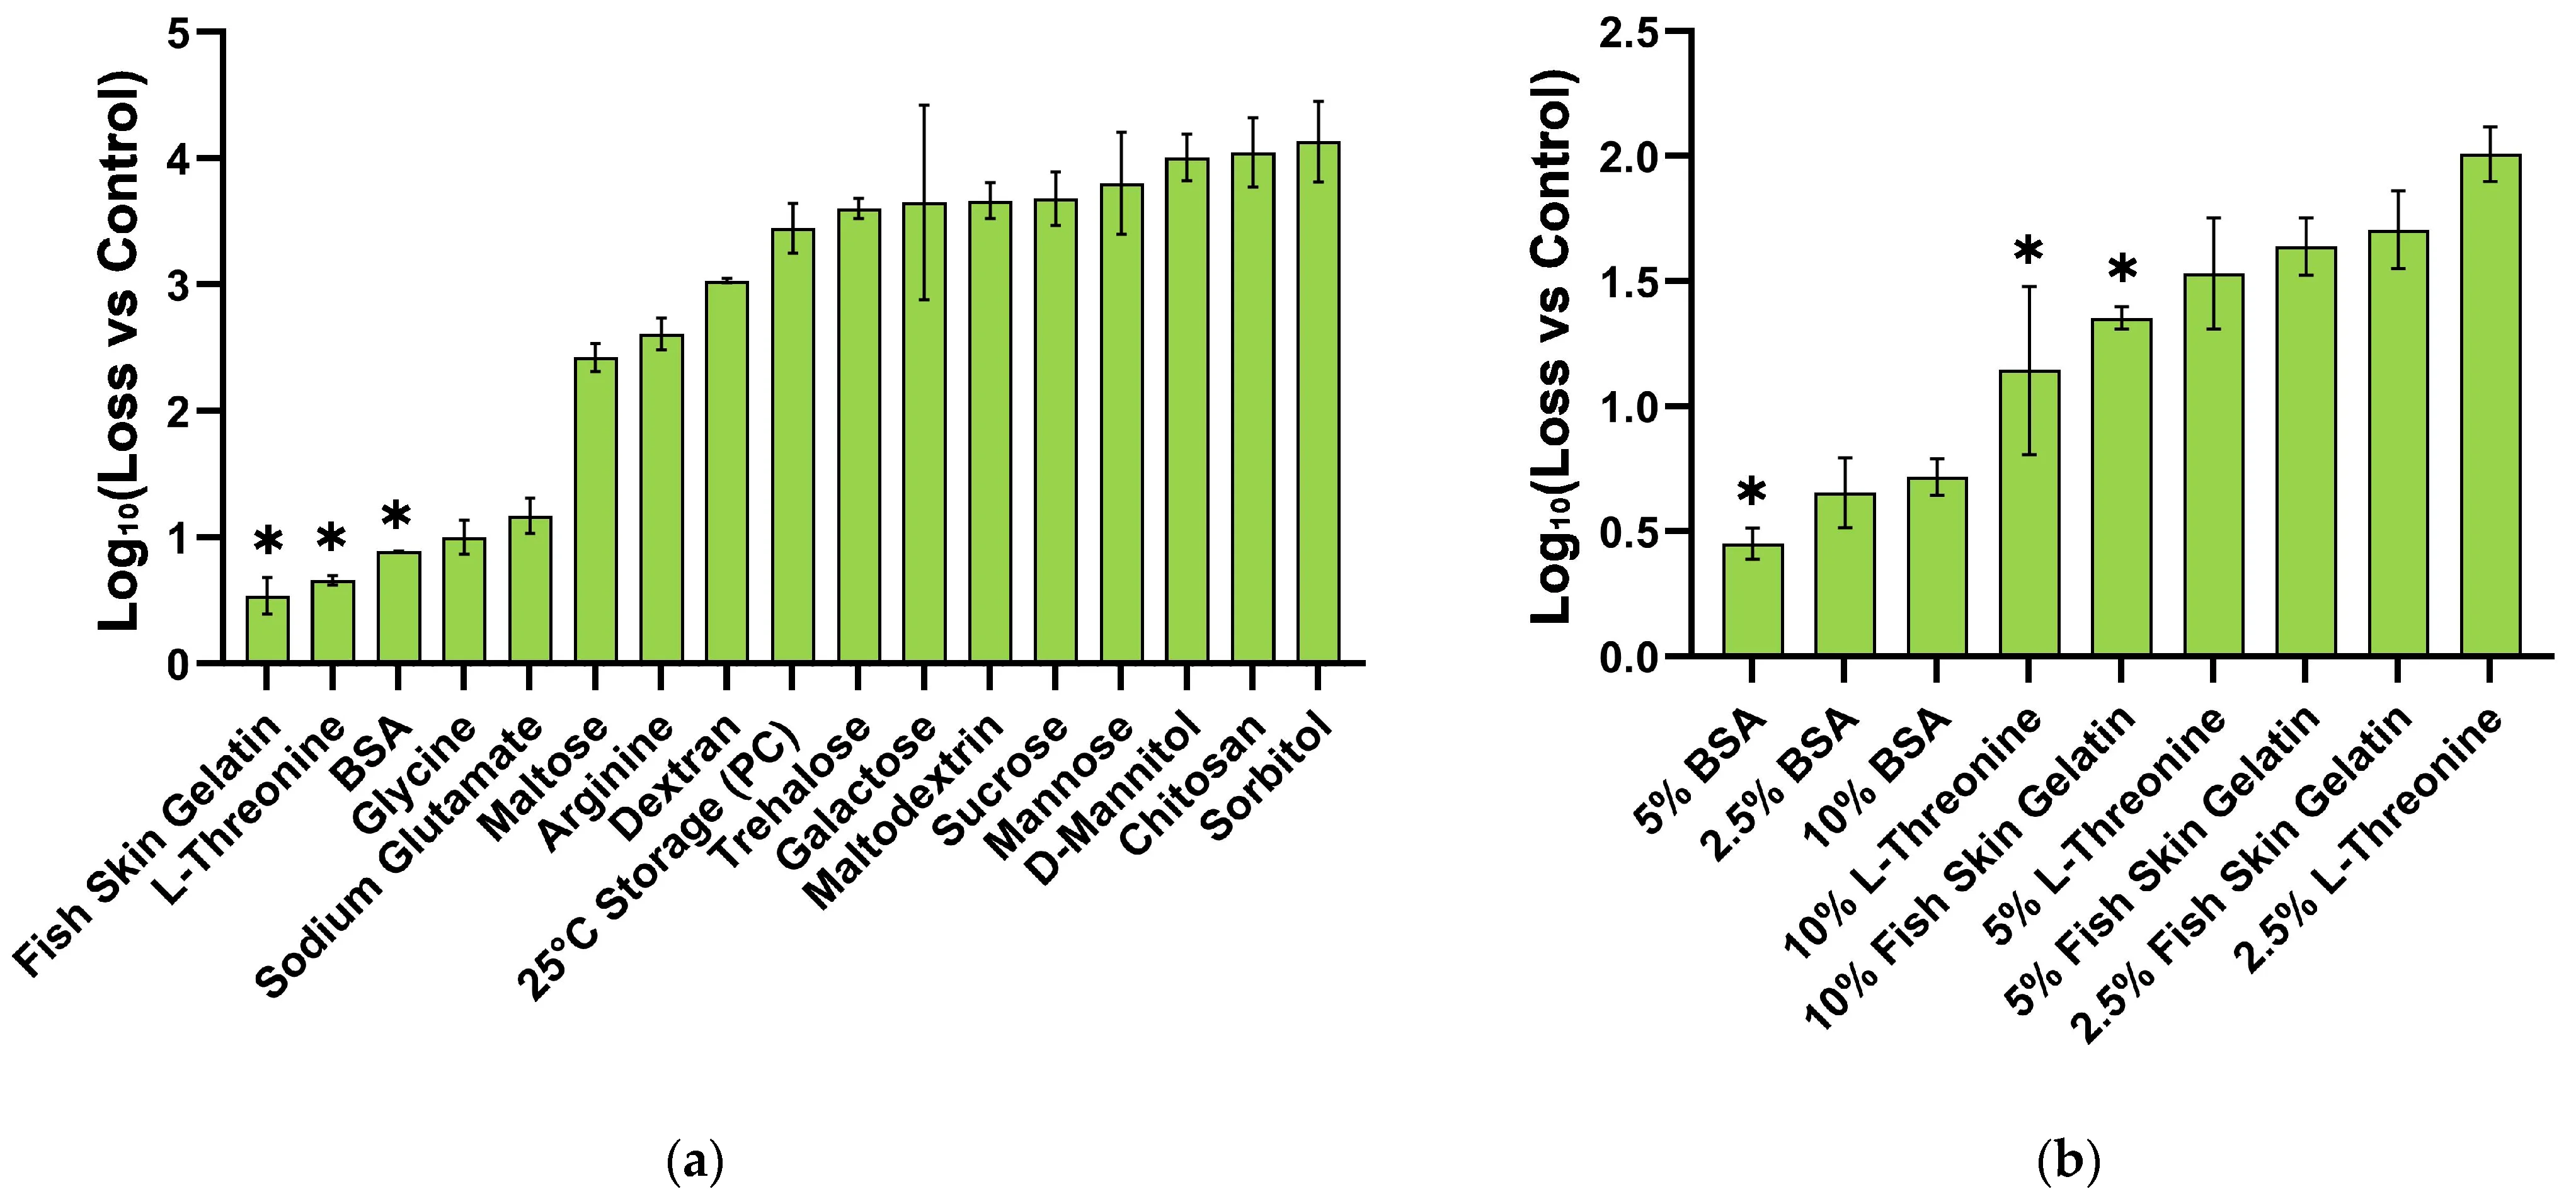 Log₁₀(Loss vs Control)
5
4
3
2
1
0
*
*
*
Fish Skin Gelatin
L-Threonine
BSA
Glycine
Sodium Glutamate
Maltose
Arginine
Dextran
25°C Storage (PC)
Trehalose
Galactose
Maltodextrin
Sucrose
Mannose
D-Mannitol
Chitosan
Sorbitol
(a)
Log₁₀(Loss vs Control)
2.5
2.0
1.5
1.0
0.5
0.0
*
*
*
5% BSA
2.5% BSA
10% BSA
10% L-Threonine
10% Fish Skin Gelatin
5% L-Threonine
5% Fish Skin Gelatin
2.5% Fish Skin Gelatin
2.5% L-Threonine
(b)